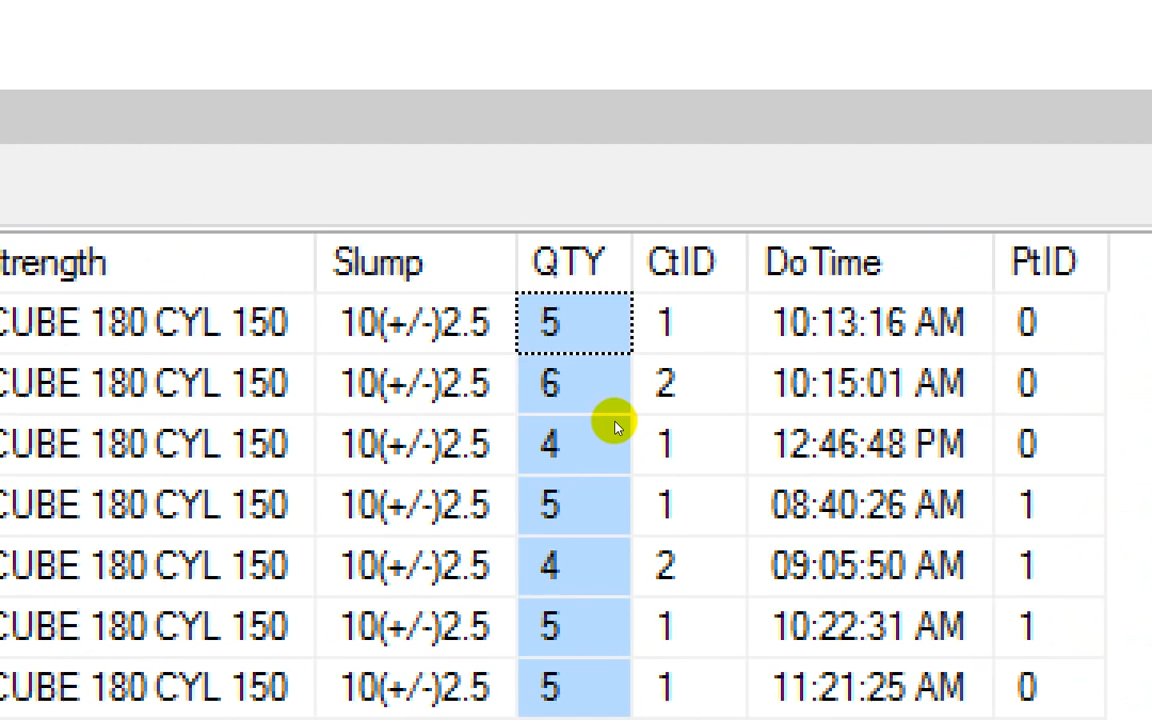 trength Slump QTY CtID DoTime PtID
CUBE 180 CYL 150 10(+/-)2.5 5 1 10:13:16 AM 0
CUBE 180 CYL 150 10(+/-)2.5 6 2 10:15:01 AM 0
CUBE 180 CYL 150 10(+/-)2.5 4 1 12:46:48 PM 0
CUBE 180 CYL 150 10(+/-)2.5 5 1 08:40:26 AM 1
CUBE 180 CYL 150 10(+/-)2.5 4 2 09:05:50 AM 1
CUBE 180 CYL 150 10(+/-)2.5 5 1 10:22:31 AM 1
CUBE 180 CYL 150 10(+/-)2.5 5 1 11:21:25 AM 0